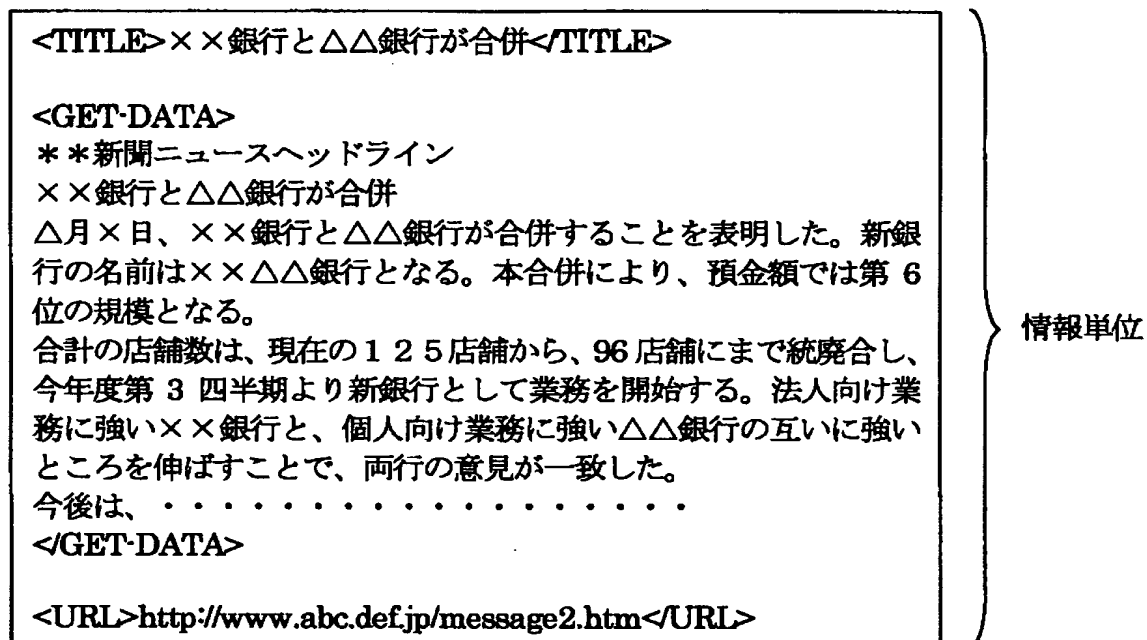 <TITLE>××銀行と△△銀行が合併</TITLE>
<GET-DATA>
＊＊新聞ニュースヘッドライン
××銀行と△△銀行が合併
△月×日、××銀行と△△銀行が合併することを表明した。新銀
行の名前は××△△銀行となる。本合併により、預金額では第 6
位の規模となる。
合計の店舗数は、現在の１２５店舗から、96 店舗にまで統廃合し、
今年度第 3 四半期より新銀行として業務を開始する。法人向け業
務に強い××銀行と、個人向け業務に強い△△銀行の互いに強い
ところを伸ばすことで、両行の意見が一致した。
今後は、・・・・・・・・・・・・・・・・・・
</GET-DATA>
<URL>http://www.abc.def.jp/message2.htm</URL>
情報単位